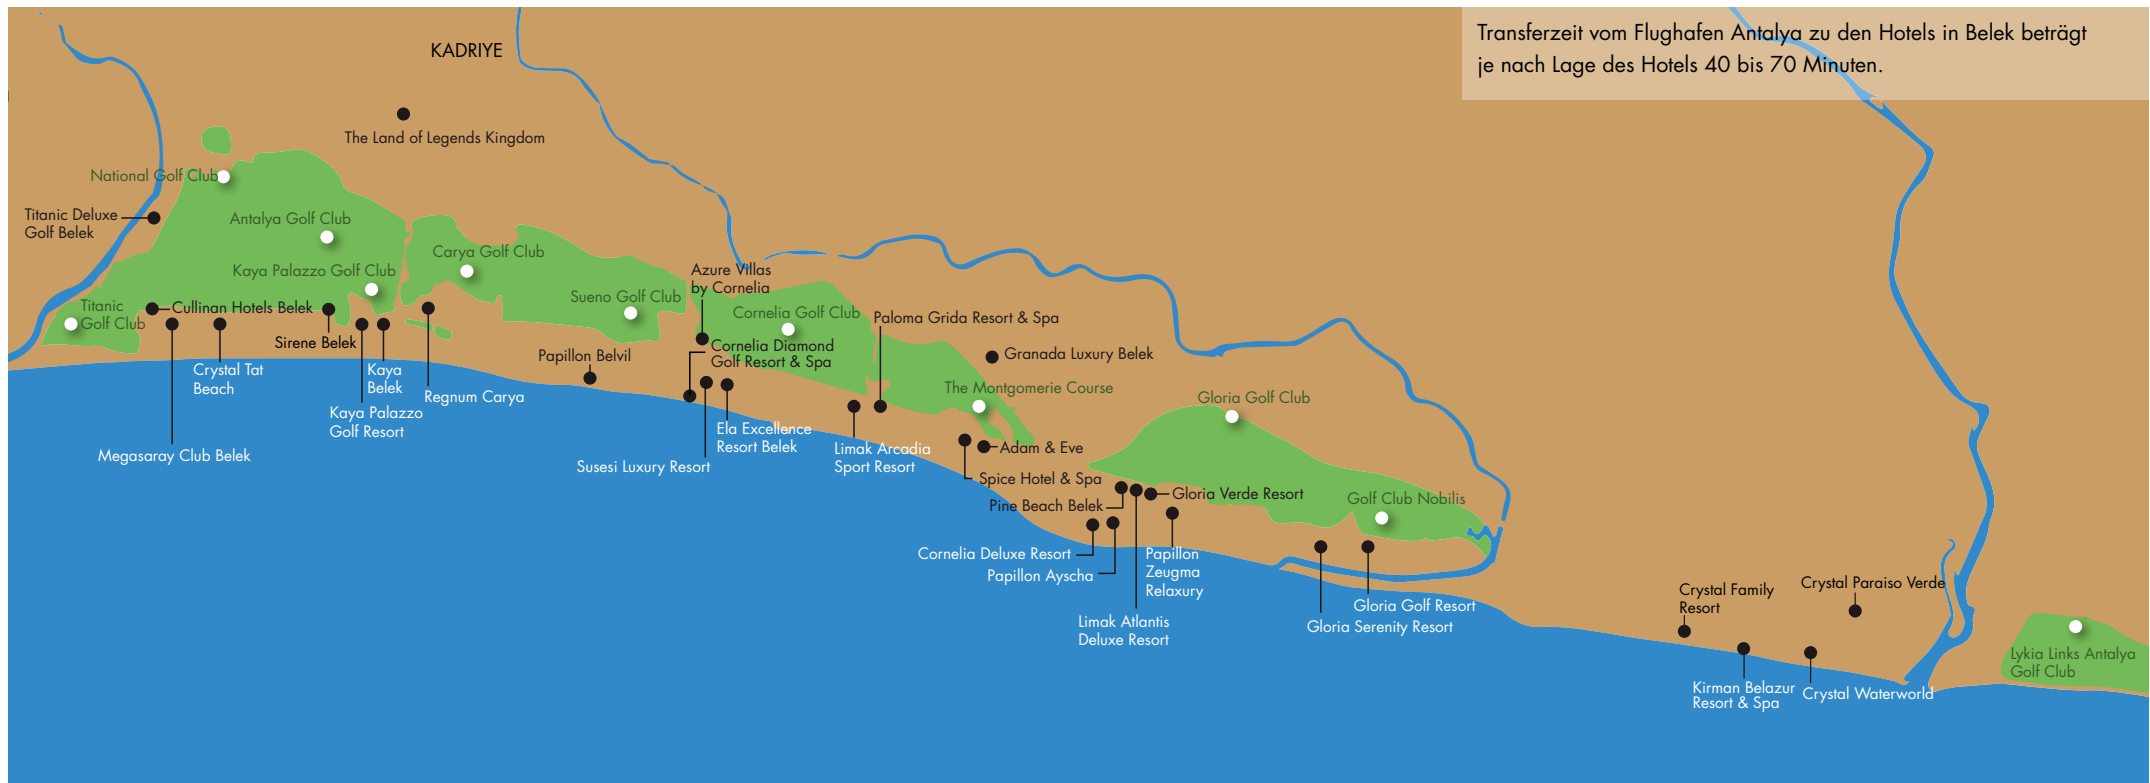 KADRIYE
Transferzeit vom Flughafen Antalya zu den Hotels in Belek beträgt
je nach Lage des Hotels 40 bis 70 Minuten.
The Land of Legends Kingdom
National Golf Club
Titanic Deluxe
Golf Belek
Antalya Golf Club
Carya Golf Club
Kaya Palazzo Golf Club
Azure Villas
by Cornelia
Sueno Golf Club
Titanic
Golf Club
Cullinan Hotels Belek
Cornelia Golf Club
Paloma Grida Resort & Spa
Sirene Belek
Cornelia Diamond
Golf Resort & Spa
Papillon Belvil
Granada Luxury Belek
Crystal Tat
Beach
Kaya
Belek
Regnum Carya
The Montgomerie Course
Gloria Golf Club
Kaya Palazzo
Golf Resort
Ela Excellence
Resort Belek
Megasaray Club Belek
Susesi Luxury Resort
Limak Arcadia
Sport Resort
Adam & Eve
Spice Hotel & Spa
Gloria Verde Resort
Golf Club Nobilis
Pine Beach Belek
Cornelia Deluxe Resort
Papillon Ayscha
Papillon
Zeugma
Relaxury
Limak Atlantis
Deluxe Resort
Gloria Golf Resort
Gloria Serenity Resort
Crystal Family
Resort
Crystal Paraiso Verde
Kirman Belazur
Resort & Spa
Crystal Waterworld
Lykia Links Antalya
Golf Club